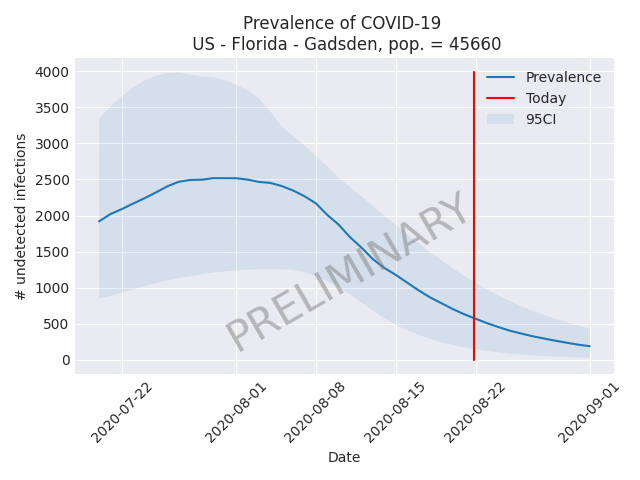 Prevalence of COVID-19
US - Florida - Gadsden, pop. = 45660
4000
3500
3000
2500
2000
1500
1000
500
0
# undetected infections
Prevalence
Today
95CI
PRELIMINARY
2020-07-22
2020-08-01
2020-08-08
2020-08-15
2020-08-22
2020-09-01
Date